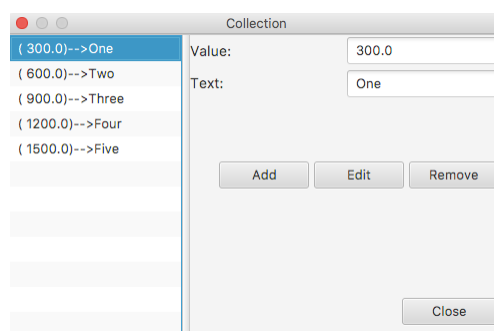 Collection
( 300.0)-->One
( 600.0)-->Two
( 900.0)-->Three
( 1200.0)-->Four
( 1500.0)-->Five
Value: 300.0
Text: One
Add Edit Remove
Close